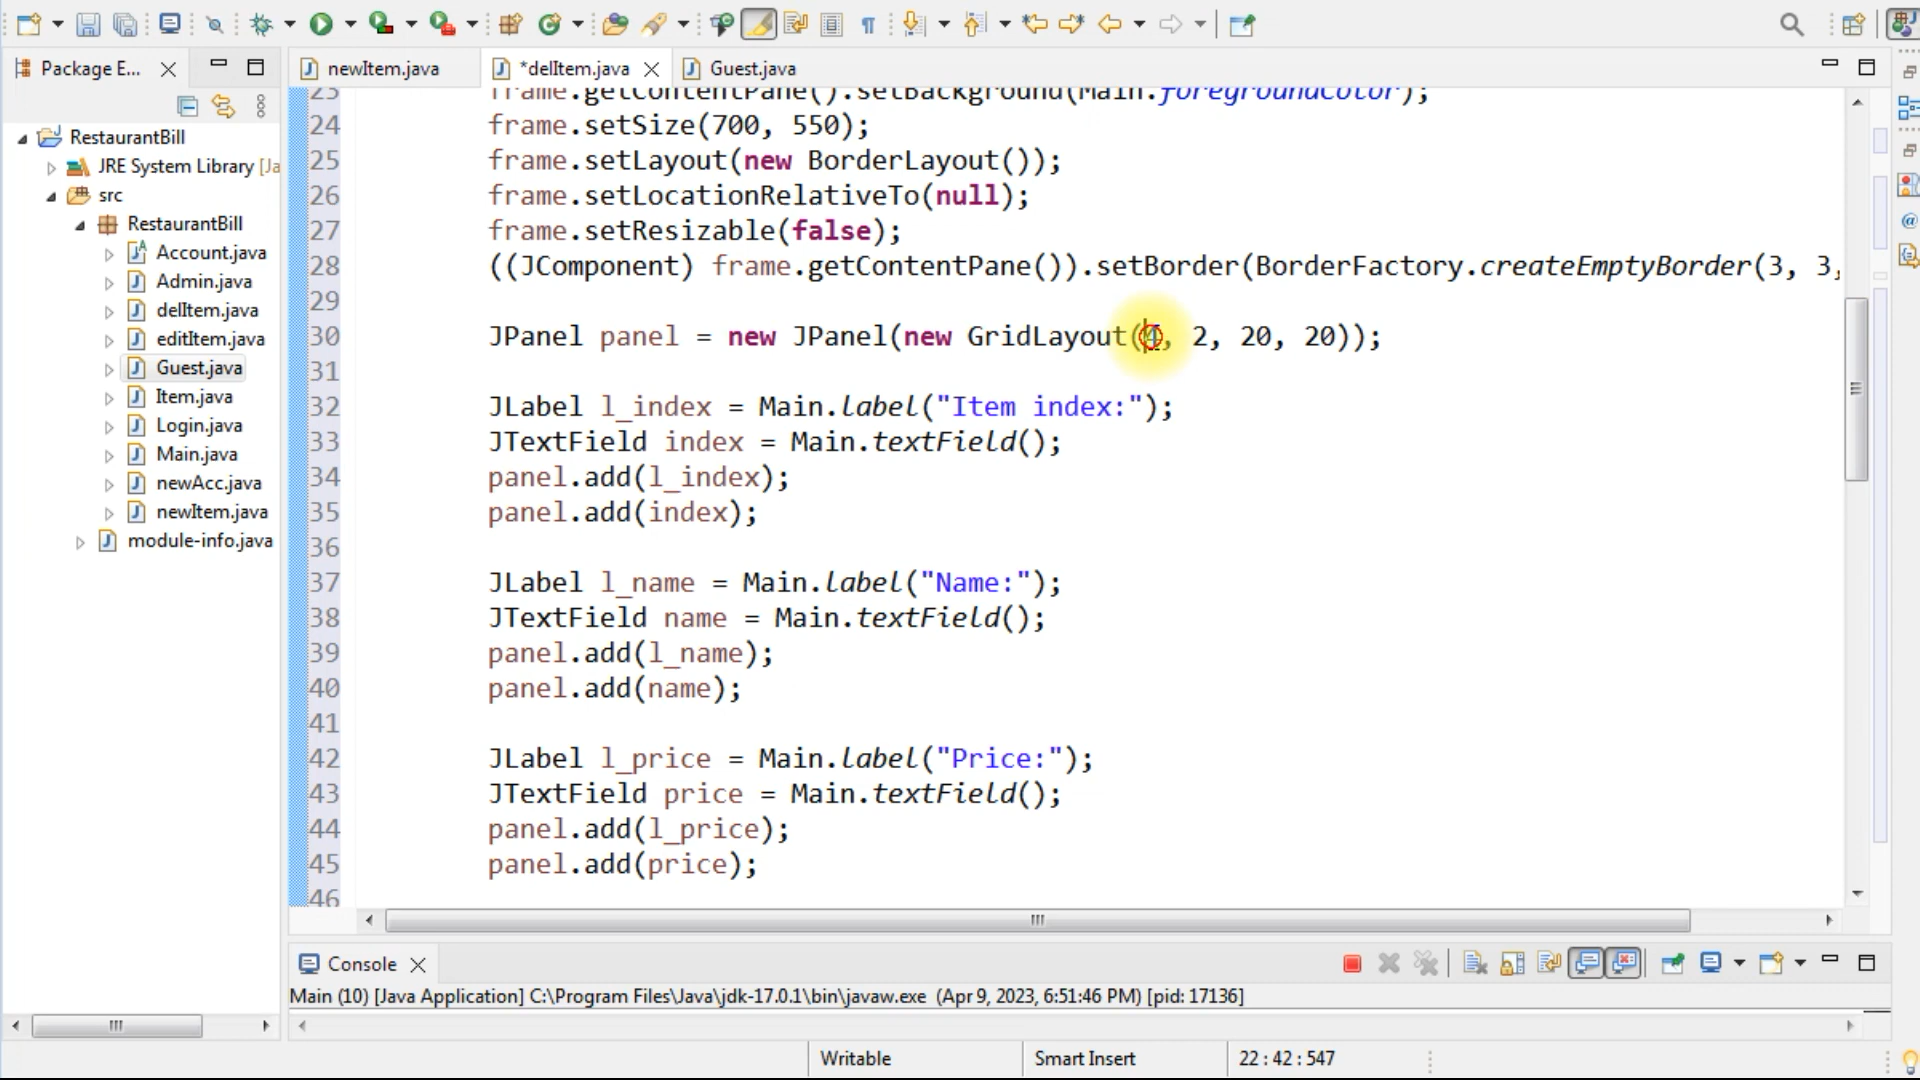 Package E...
newItem.java
*delItem.java
Guest.java
RestaurantBill
JRE System Library [Ja
src
RestaurantBill
Account.java
Admin.java
delItem.java
editItem.java
Guest.java
Item.java
Login.java
Main.java
newAcc.java
newItem.java
module-info.java
23 frame.getContentPane().setBackground(Main.foregroundColor);
24 frame.setSize(700, 550);
25 frame.setLayout(new BorderLayout());
26 frame.setLocationRelativeTo(null);
27 frame.setResizable(false);
28 ((JComponent) frame.getContentPane()).setBorder(BorderFactory.createEmptyBorder(3, 3,
29
30 JPanel panel = new JPanel(new GridLayout(4, 2, 20, 20));
31
32 JLabel l_index = Main.label("Item index:");
33 JTextField index = Main.textField();
34 panel.add(l_index);
35 panel.add(index);
36
37 JLabel l_name = Main.label("Name:");
38 JTextField name = Main.textField();
39 panel.add(l_name);
40 panel.add(name);
41
42 JLabel l_price = Main.label("Price:");
43 JTextField price = Main.textField();
44 panel.add(l_price);
45 panel.add(price);
46
Console
Main (10) [Java Application] C:\Program Files\Java\jdk-17.0.1\bin\javaw.exe (Apr 9, 2023, 6:51:46 PM) [pid: 17136]
Writable
Smart Insert
22 : 42 : 547